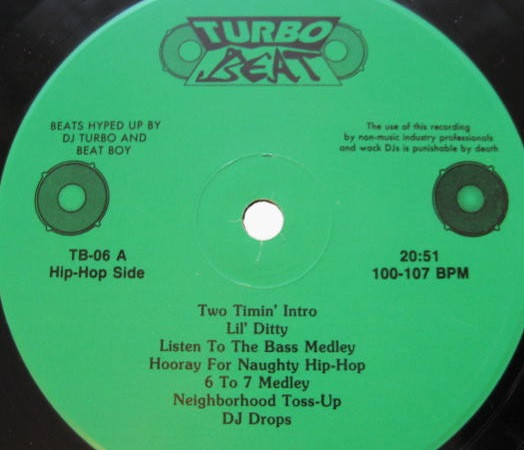 TURBO
BEAT
BEATS HYPED UP BY
DJ TURBO AND
BEAT BOY
The use of this recording
by non-music industry professionals
and wack DJs is punishable by death
TB-06 A
Hip-Hop Side
20:51
100-107 BPM
Two Timin' Intro
Lil' Ditty
Listen To The Bass Medley
Hooray For Naughty Hip-Hop
6 To 7 Medley
Neighborhood Toss-Up
DJ Drops